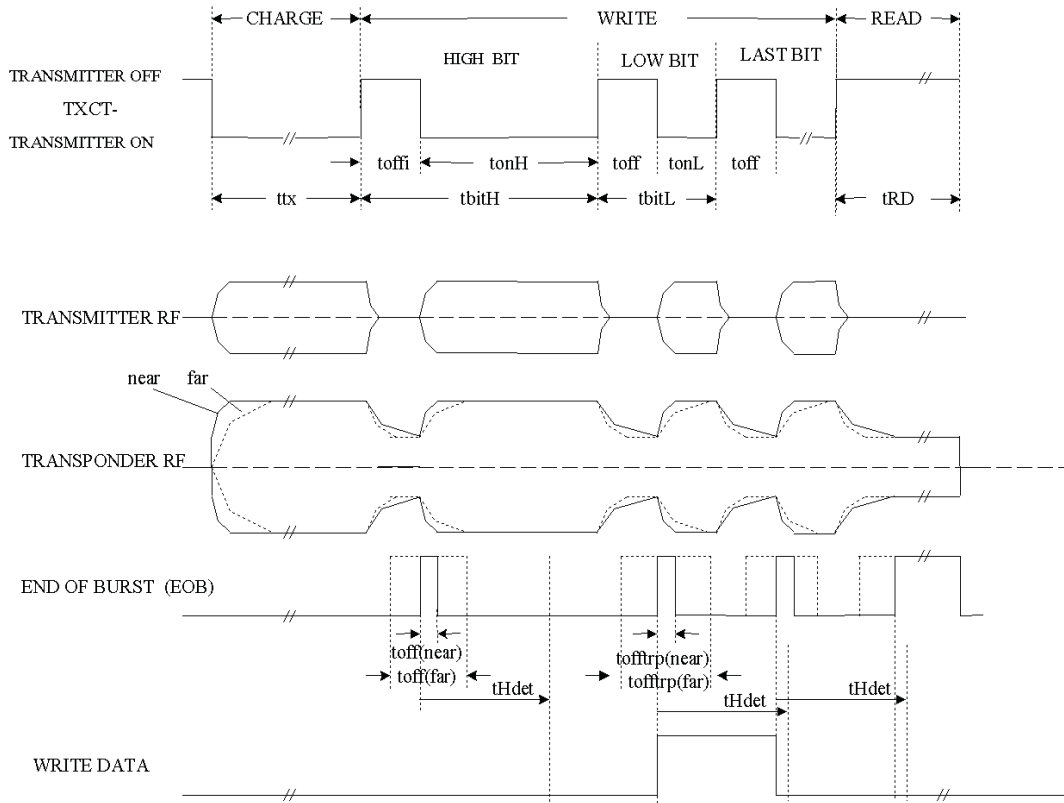 CHARGE WRITE READ
HIGH BIT LOW BIT LAST BIT
TRANSMITTER OFF
TXCT-
TRANSMITTER ON
toffi tonH toff tonL toff
ttx tbitH tbitL tRD
TRANSMITTER RF
near far
TRANSPONDER RF
END OF BURST (EOB)
toff(near) tofftrp(near)
toff(far) tofftrp(far)
tHdet tHdet tHdet
WRITE DATA